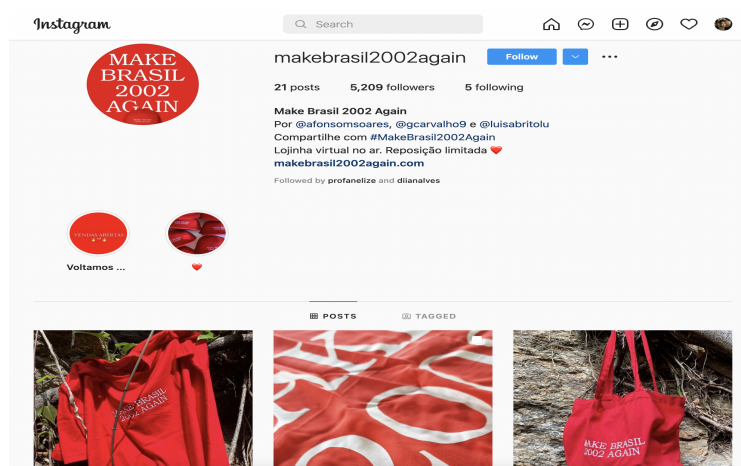 Instagram
Search
MAKE
BRASIL
2002
AGAIN
makebrasil2002again
Follow
21 posts 5,209 followers 5 following
Make Brasil 2002 Again
Por @afonsomsoares, @gcarvalho9 e @luisabritolu
Compartilhe com #MakeBrasil2002Again
Lojinha virtual no ar. Reposição limitada ❤️
makebrasil2002again.com
Followed by profanelize and diianalves
VENDAS ABERTAS
Voltamos ...
❤️
POSTS
TAGGED
MAKE BRASIL
2002 AGAIN
MAKE BRASIL
2002 AGAIN